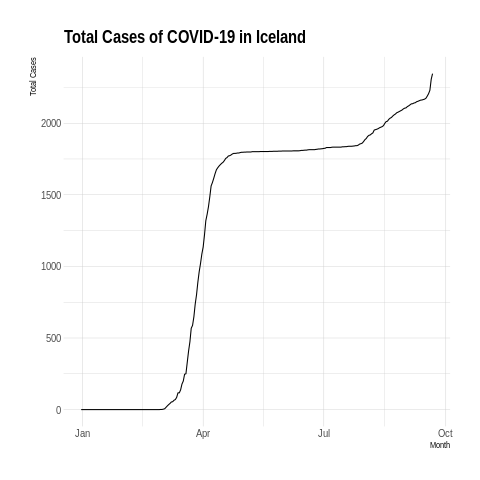 Total Cases of COVID-19 in Iceland
Total Cases
2000
1500
1000
500
0
Jan Apr Jul Oct
Month